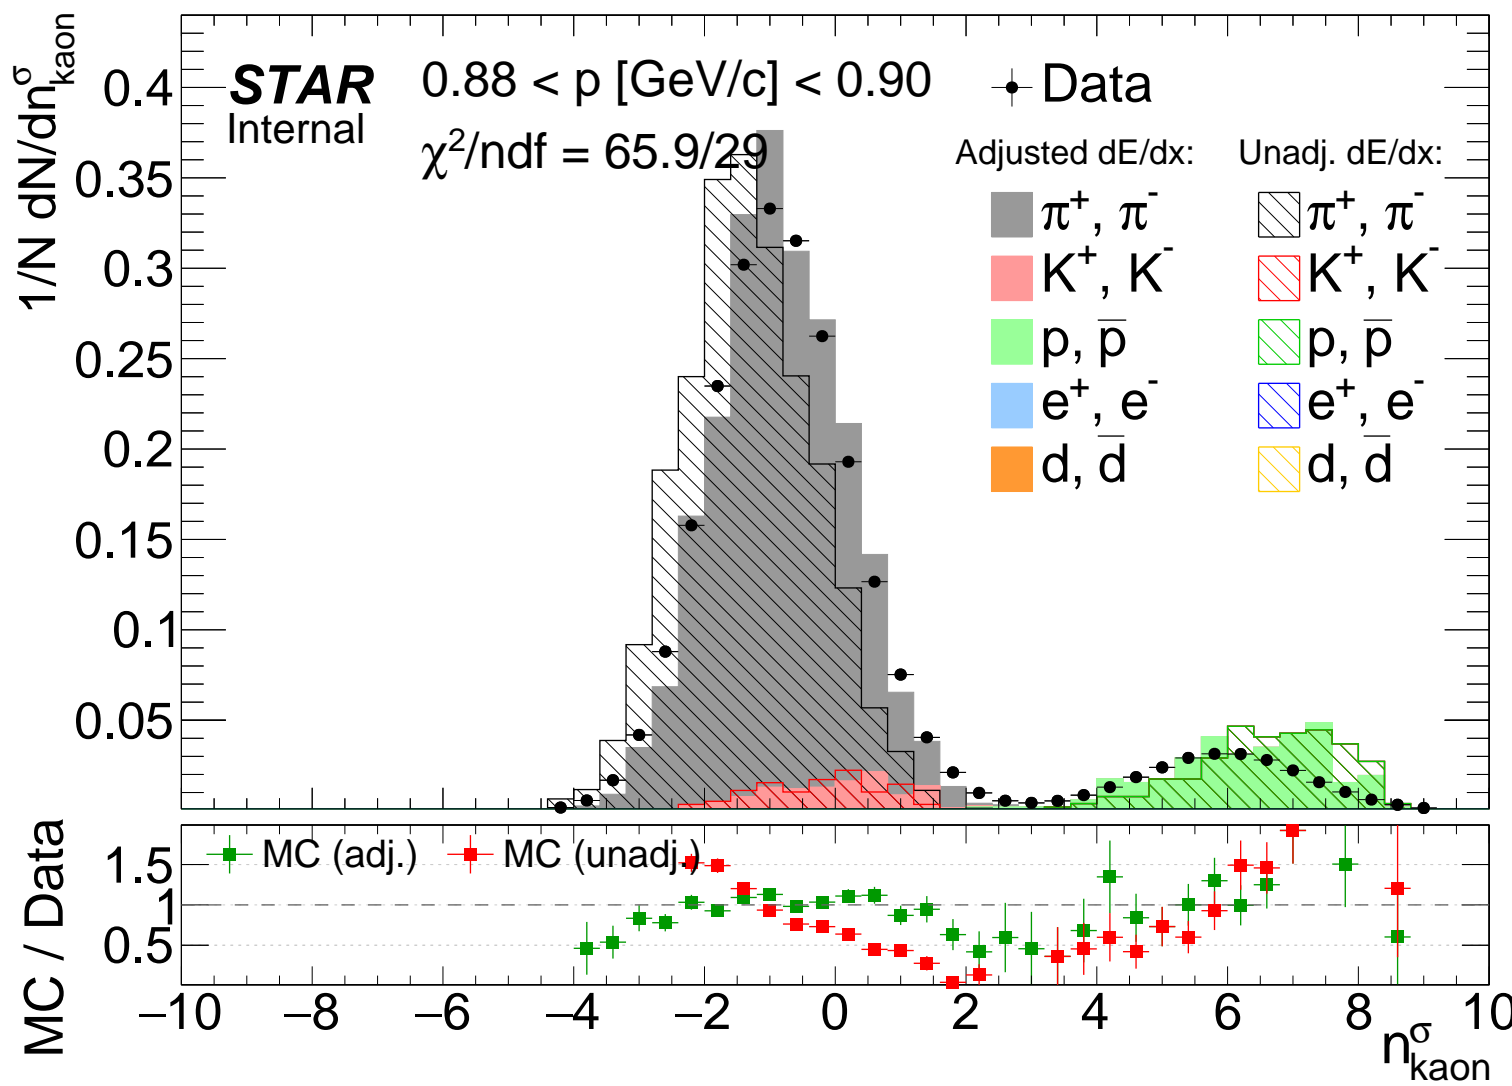 1/N dN/dn^σ_kaon
0.4
0.35
0.3
0.25
0.2
0.15
0.1
0.05
STAR
Internal
0.88 < p [GeV/c] < 0.90
χ²/ndf = 65.9/29
Data
Adjusted dE/dx:
π⁺, π⁻
K⁺, K⁻
p, p̅
e⁺, e⁻
d, d̅
Unadj. dE/dx:
π⁺, π⁻
K⁺, K⁻
p, p̅
e⁺, e⁻
d, d̅
MC / Data
1.5
1
0.5
MC (adj.)
MC (unadj.)
−10 −8 −6 −4 −2 0 2 4 6 8 10
n^σ_kaon